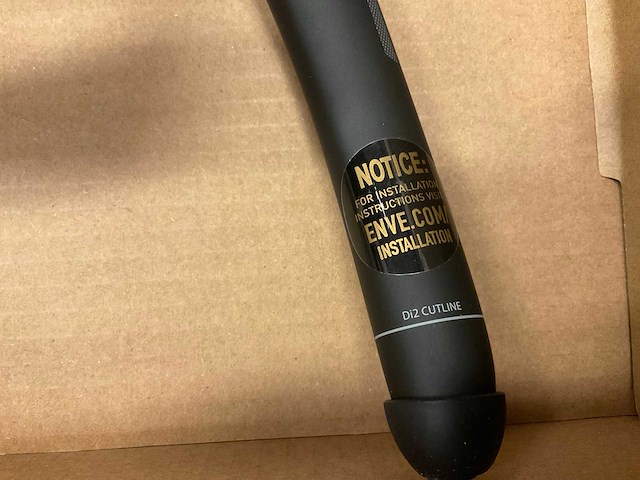 NOTICE:
FOR INSTALLATION
INSTRUCTIONS VISIT
ENVE.COM/
INSTALLATION
Di2 CUTLINE